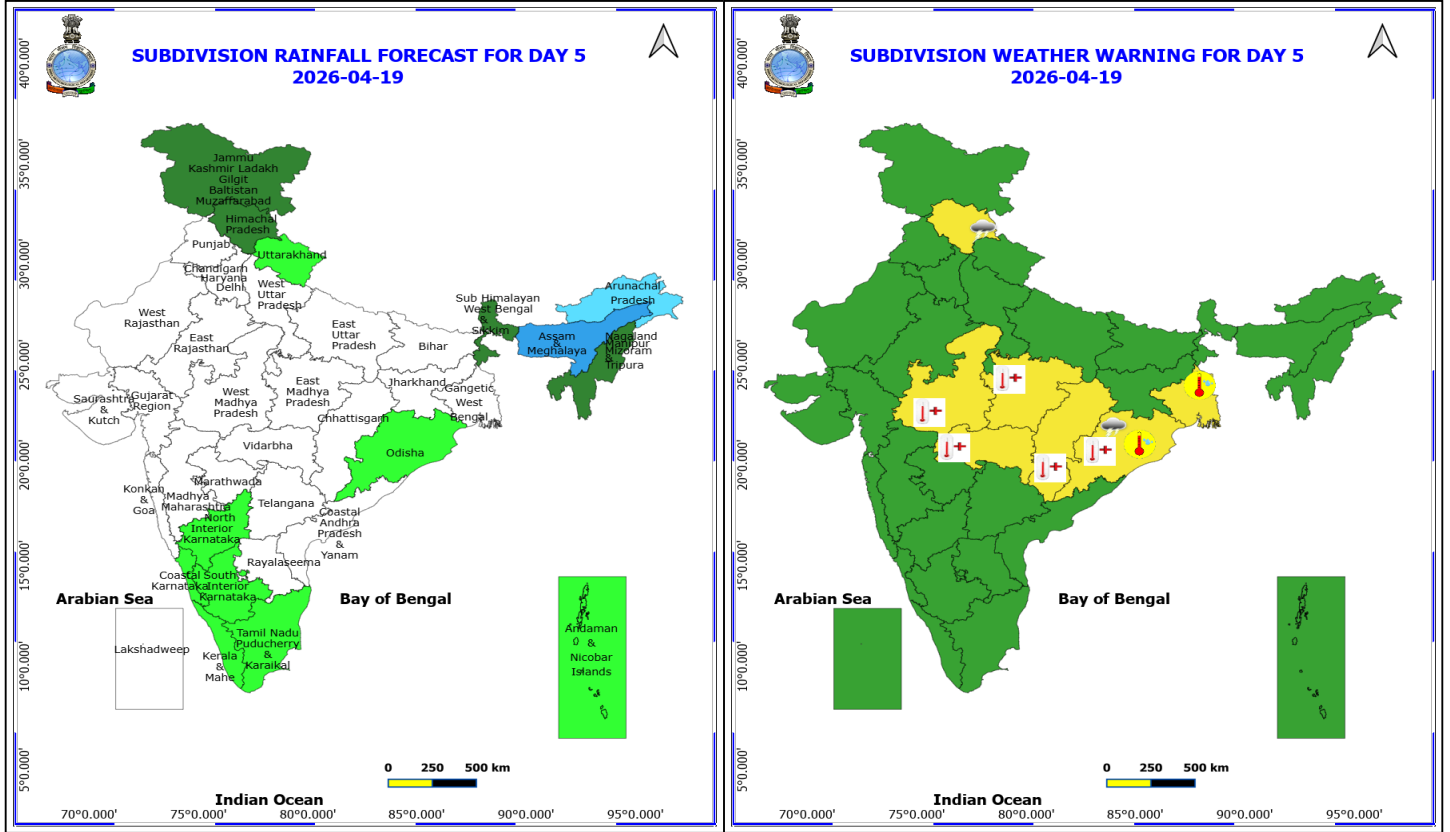 SUBDIVISION RAINFALL FORECAST FOR DAY 5
2026-04-19
40°0.000'
35°0.000'
30°0.000'
25°0.000'
20°0.000'
15°0.000'
10°0.000'
5°0.000'
Jammu
Kashmir Ladakh
Gilgit
Baltistan
Muzaffarabad
Himachal
Pradesh
Punjab
Uttarakhand
Chandigarh
Haryana
Delhi
West
Uttar
Pradesh
West
Rajasthan
East
Rajasthan
East
Uttar
Pradesh
Bihar
Sub Himalayan
West Bengal
&
Sikkim
Arunachal
Pradesh
Assam
&
Meghalaya
Nagaland
Manipur
Mizoram
&
Tripura
Saurashtra
&
Kutch
Gujarat
Region
West
Madhya
Pradesh
East
Madhya
Pradesh
Jharkhand
Gangetic
West
Bengal
Chhattisgarh
Vidarbha
Odisha
Konkan
&
Goa
Madhya
Maharashtra
Marathwada
Telangana
North
Interior
Karnataka
Coastal
Andhra
Pradesh
&
Yanam
Rayalaseema
Coastal
Karnataka
South
Interior
Karnataka
Arabian Sea
Bay of Bengal
Lakshadweep
Kerala
&
Mahe
Tamil Nadu
Puducherry
&
Karaikal
Andaman
&
Nicobar
Islands
0 250 500 km
Indian Ocean
70°0.000' 75°0.000' 80°0.000' 85°0.000' 90°0.000' 95°0.000'
SUBDIVISION WEATHER WARNING FOR DAY 5
2026-04-19
40°0.000'
35°0.000'
30°0.000'
25°0.000'
20°0.000'
15°0.000'
10°0.000'
5°0.000'
Arabian Sea
Bay of Bengal
0 250 500 km
Indian Ocean
70°0.000' 75°0.000' 80°0.000' 85°0.000' 90°0.000' 95°0.000'